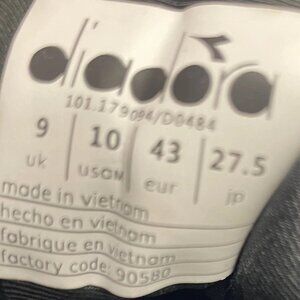 diadora
101.179094/D0484
9 10 43 27.5
uk USOM eur jp
made in vietnam
hecho en vietnam
fabrique en vietnam
factory code: 90580